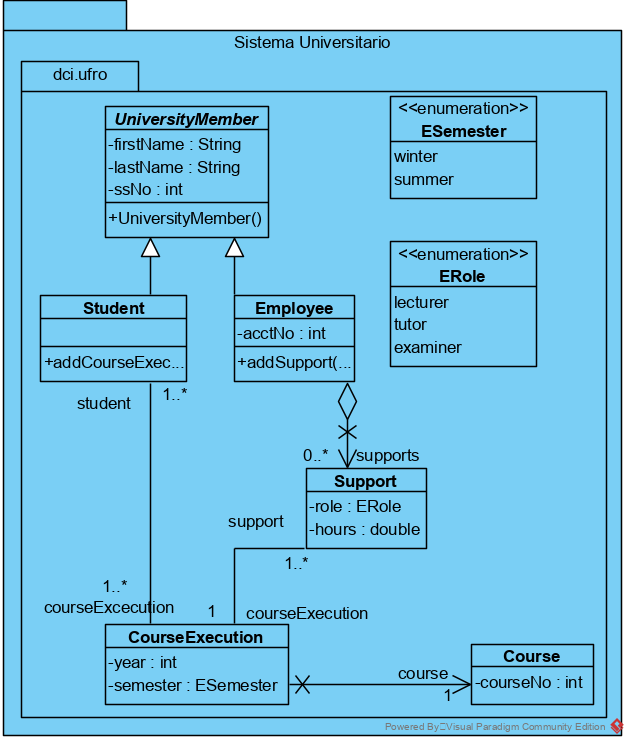 Sistema Universitario
dci.ufro
UniversityMember
-firstName : String
-lastName : String
-ssNo : int
+UniversityMember()
<<enumeration>>
ESemester
winter
summer
<<enumeration>>
ERole
lecturer
tutor
examiner
Student
+addCourseExec...
Employee
-acctNo : int
+addSupport(...
1..*
student
0..*
supports
Support
-role : ERole
-hours : double
support
1..*
1..*
courseExcecution
1
courseExecution
CourseExecution
-year : int
-semester : ESemester
course
1
Course
-courseNo : int
Powered By Visual Paradigm Community Edition